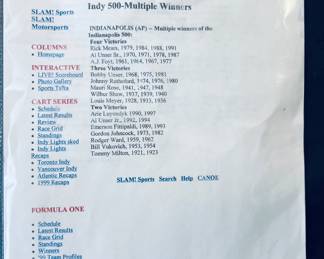 Indy 500-Multiple Winners
SLAM! Sports
SLAM!
Motorsports
COLUMNS
Homepage
INTERACTIVE
LIVE! Scoreboard
Photo Gallery
Sports TVtix
CART SERIES
Schedule
Latest Results
Review
Race Grid
Standings
Indy Lights sked
Indy Lights
Recaps
Toronto Indy
Vancouver Indy
Atlantic Recaps
1999 Recaps
FORMULA ONE
Schedule
Latest Results
Race Grid
Standings
Winners
'99 Team Profiles
INDIANAPOLIS (AP) -- Multiple winners of the
Indianapolis 500:
Four Victories
Rick Mears, 1979, 1984, 1988, 1991
Al Unser Sr., 1970, 1971, 1978, 1987
A.J. Foyt, 1961, 1964, 1967, 1977
Three Victories
Bobby Unser, 1968, 1975, 1981
Johnny Rutherford, 1974, 1976, 1980
Mauri Rose, 1941, 1947, 1948
Wilbur Shaw, 1937, 1939, 1940
Louis Meyer, 1928, 1933, 1936
Two Victories
Arie Luyendyk 1990, 1997
Al Unser Jr., 1992, 1994
Emerson Fittipaldi, 1989, 1993
Gordon Johncock, 1973, 1982
Rodger Ward, 1959, 1962
Bill Vukovich, 1953, 1954
Tommy Milton, 1921, 1923
SLAM! Sports Search Help CANOE